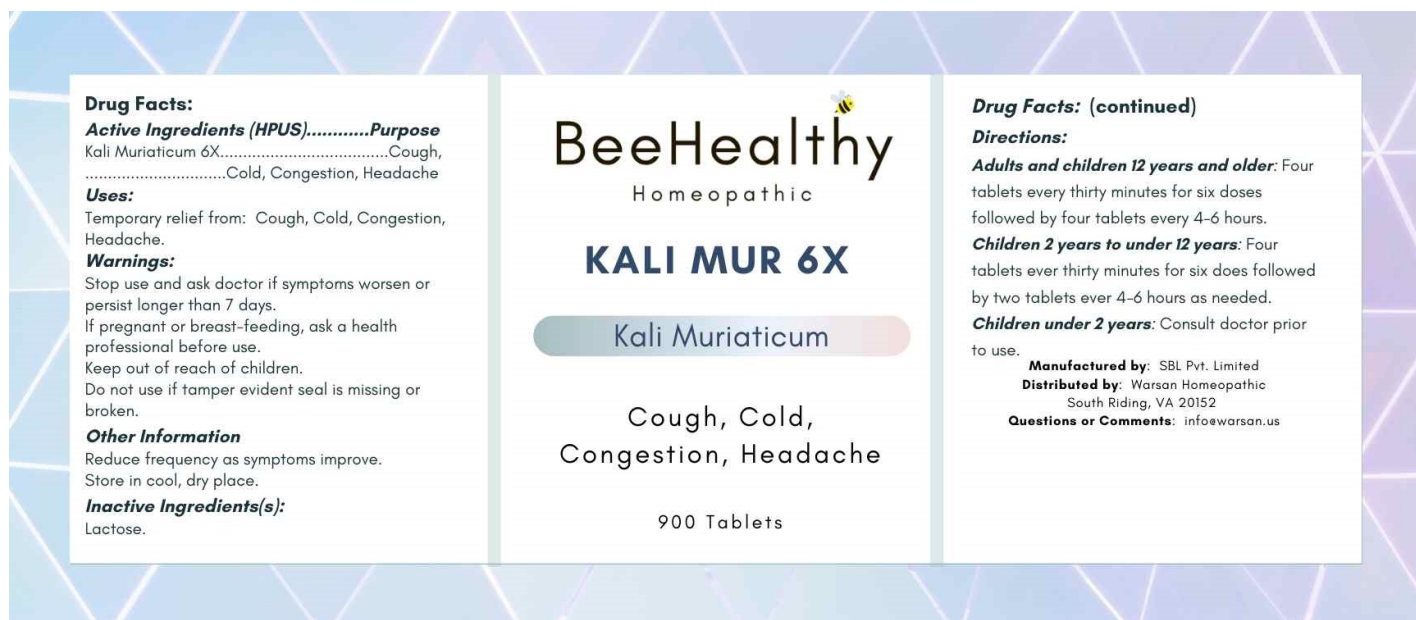 Drug Facts:
Active Ingredients (HPUS)............Purpose
Kali Muriaticum 6X.....................................Cough,
...............................Cold, Congestion, Headache
Uses:
Temporary relief from: Cough, Cold, Congestion,
Headache.
Warnings:
Stop use and ask doctor if symptoms worsen or
persist longer than 7 days.
If pregnant or breast-feeding, ask a health
professional before use.
Keep out of reach of children.
Do not use if tamper evident seal is missing or
broken.
Other Information
Reduce frequency as symptoms improve.
Store in cool, dry place.
Inactive Ingredients(s):
Lactose.
BeeHealthy
Homeopathic
KALI MUR 6X
Kali Muriaticum
Cough, Cold,
Congestion, Headache
900 Tablets
Drug Facts: (continued)
Directions:
Adults and children 12 years and older: Four
tablets every thirty minutes for six doses
followed by four tablets every 4-6 hours.
Children 2 years to under 12 years: Four
tablets ever thirty minutes for six does followed
by two tablets ever 4-6 hours as needed.
Children under 2 years: Consult doctor prior
to use.
Manufactured by: SBL Pvt. Limited
Distributed by: Warsan Homeopathic
South Riding, VA 20152
Questions or Comments: info@warsan.us